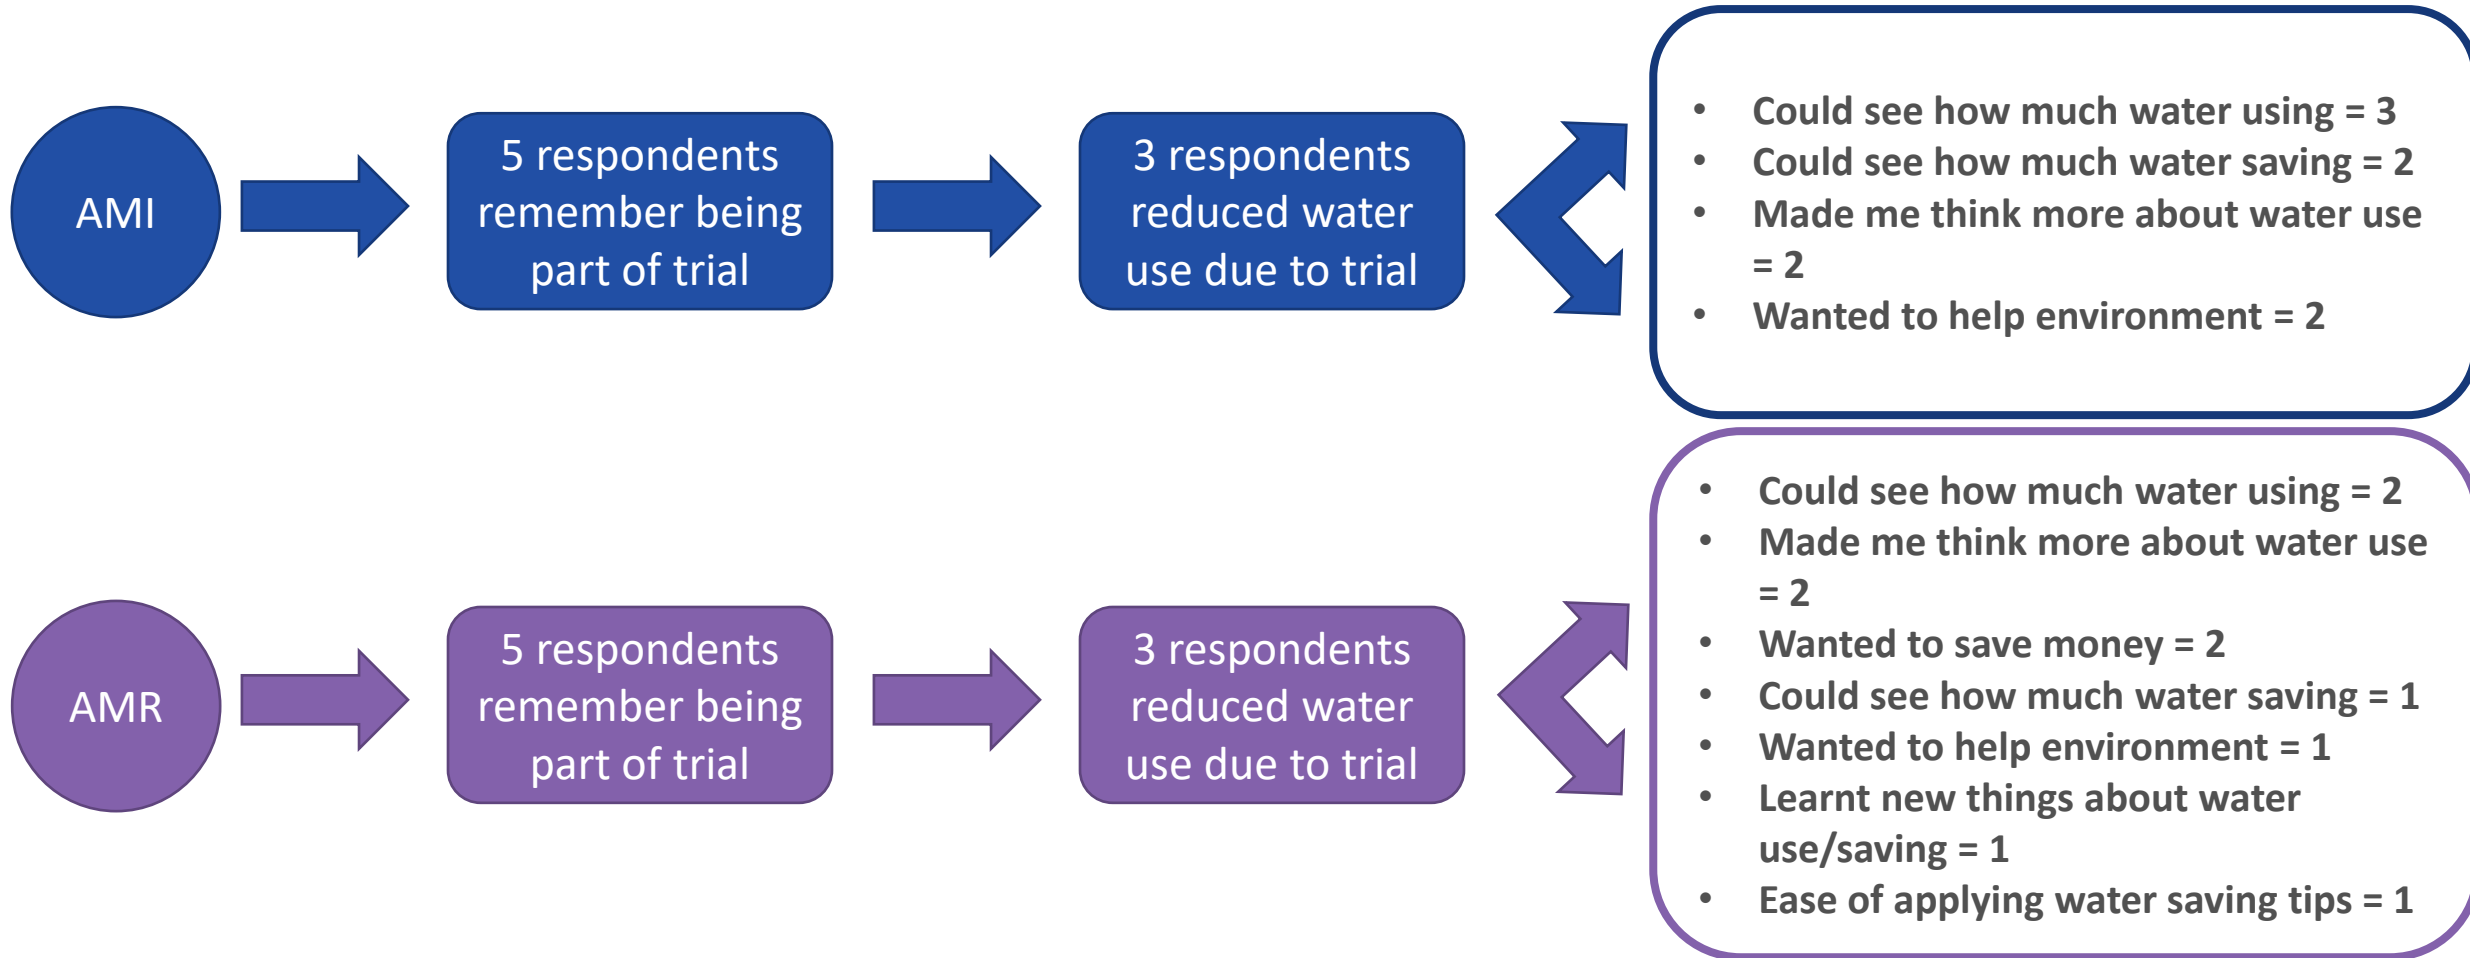 AMI
5 respondents
remember being
part of trial
3 respondents
reduced water
use due to trial
• Could see how much water using = 3
• Could see how much water saving = 2
• Made me think more about water use
= 2
• Wanted to help environment = 2
AMR
5 respondents
remember being
part of trial
3 respondents
reduced water
use due to trial
• Could see how much water using = 2
• Made me think more about water use
= 2
• Wanted to save money = 2
• Could see how much water saving = 1
• Wanted to help environment = 1
• Learnt new things about water
use/saving = 1
• Ease of applying water saving tips = 1